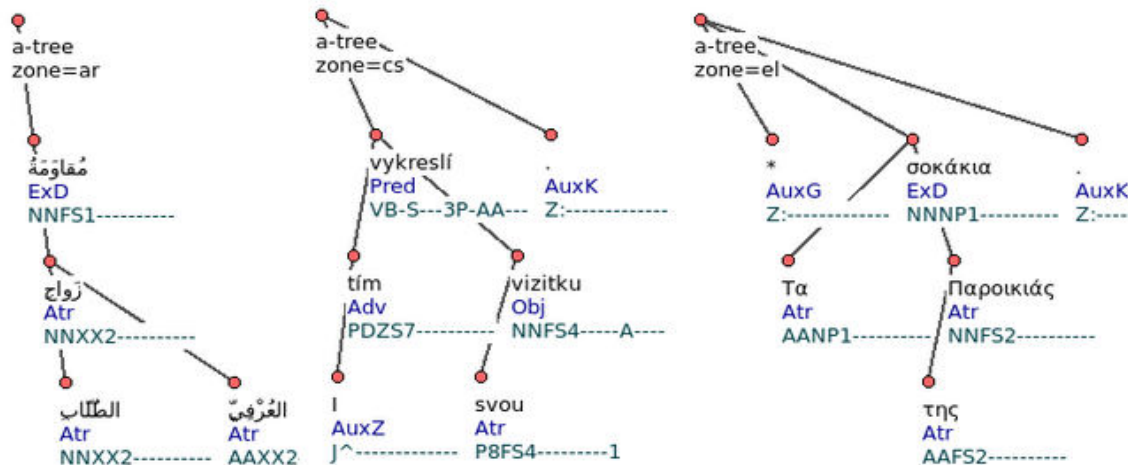 a-tree
zone=ar
مُقاوَمَةُ
ExD
NNFS1----------
زَواجِ
Atr
NNXX2----------
الطُلّابِ
Atr
NNXX2----------
العُرْفِيّ
Atr
AAXX2
a-tree
zone=cs
vykreslí
Pred
VB-S---3P-AA---
.
AuxK
Z:-------------
tím
Adv
PDZS7----------
vizitku
Obj
NNFS4-----A----
I
AuxZ
J^-------------
svou
Atr
P8FS4---------1
a-tree
zone=el
*
AuxG
Z:-------------
σοκάκια
ExD
NNNP1----------
.
AuxK
Z:----
Τα
Atr
AANP1----------
Παροικιάς
Atr
NNFS2----------
της
Atr
AAFS2----------